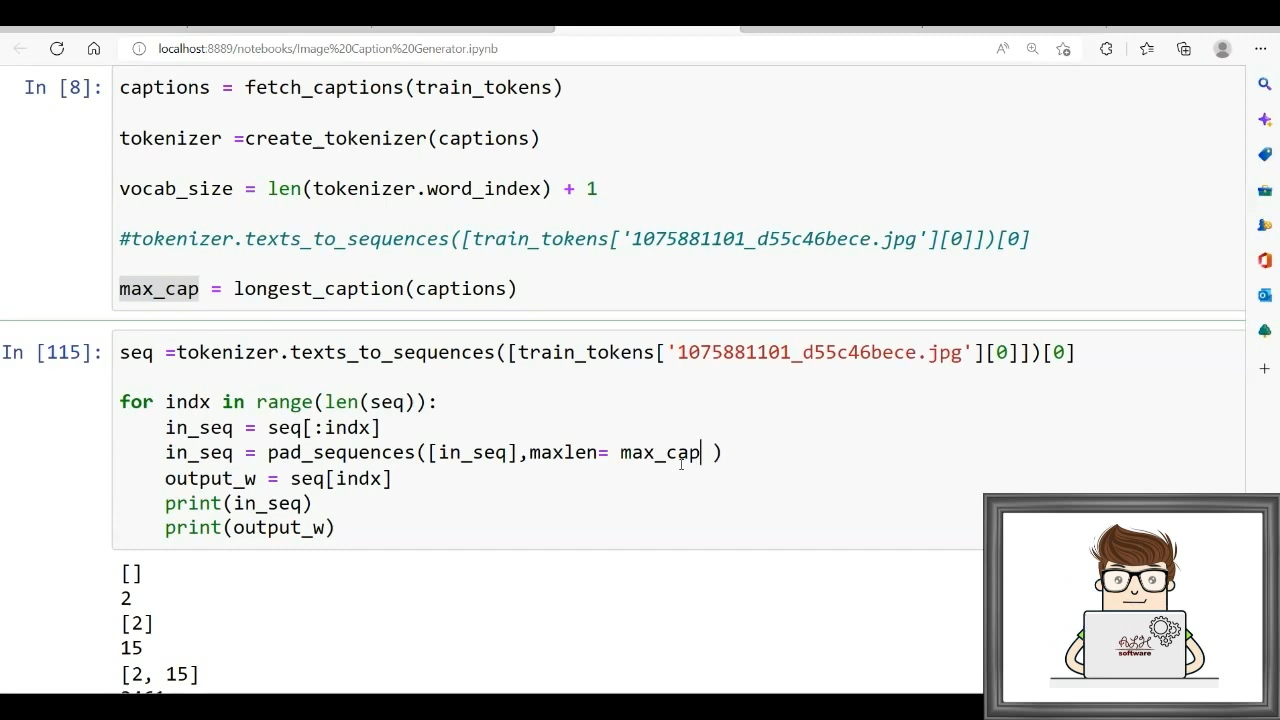 localhost:8889/notebooks/Image%20Caption%20Generator.ipynb
In [8]:
captions = fetch_captions(train_tokens)
tokenizer =create_tokenizer(captions)
vocab_size = len(tokenizer.word_index) + 1
#tokenizer.texts_to_sequences([train_tokens['1075881101_d55c46bece.jpg'][0]])[0]
max_cap = longest_caption(captions)
In [115]:
seq =tokenizer.texts_to_sequences([train_tokens['1075881101_d55c46bece.jpg'][0]])[0]
for indx in range(len(seq)):
    in_seq = seq[:indx]
    in_seq = pad_sequences([in_seq],maxlen= max_cap )
    output_w = seq[indx]
    print(in_seq)
    print(output_w)
[]
2
[2]
15
[2, 15]
software